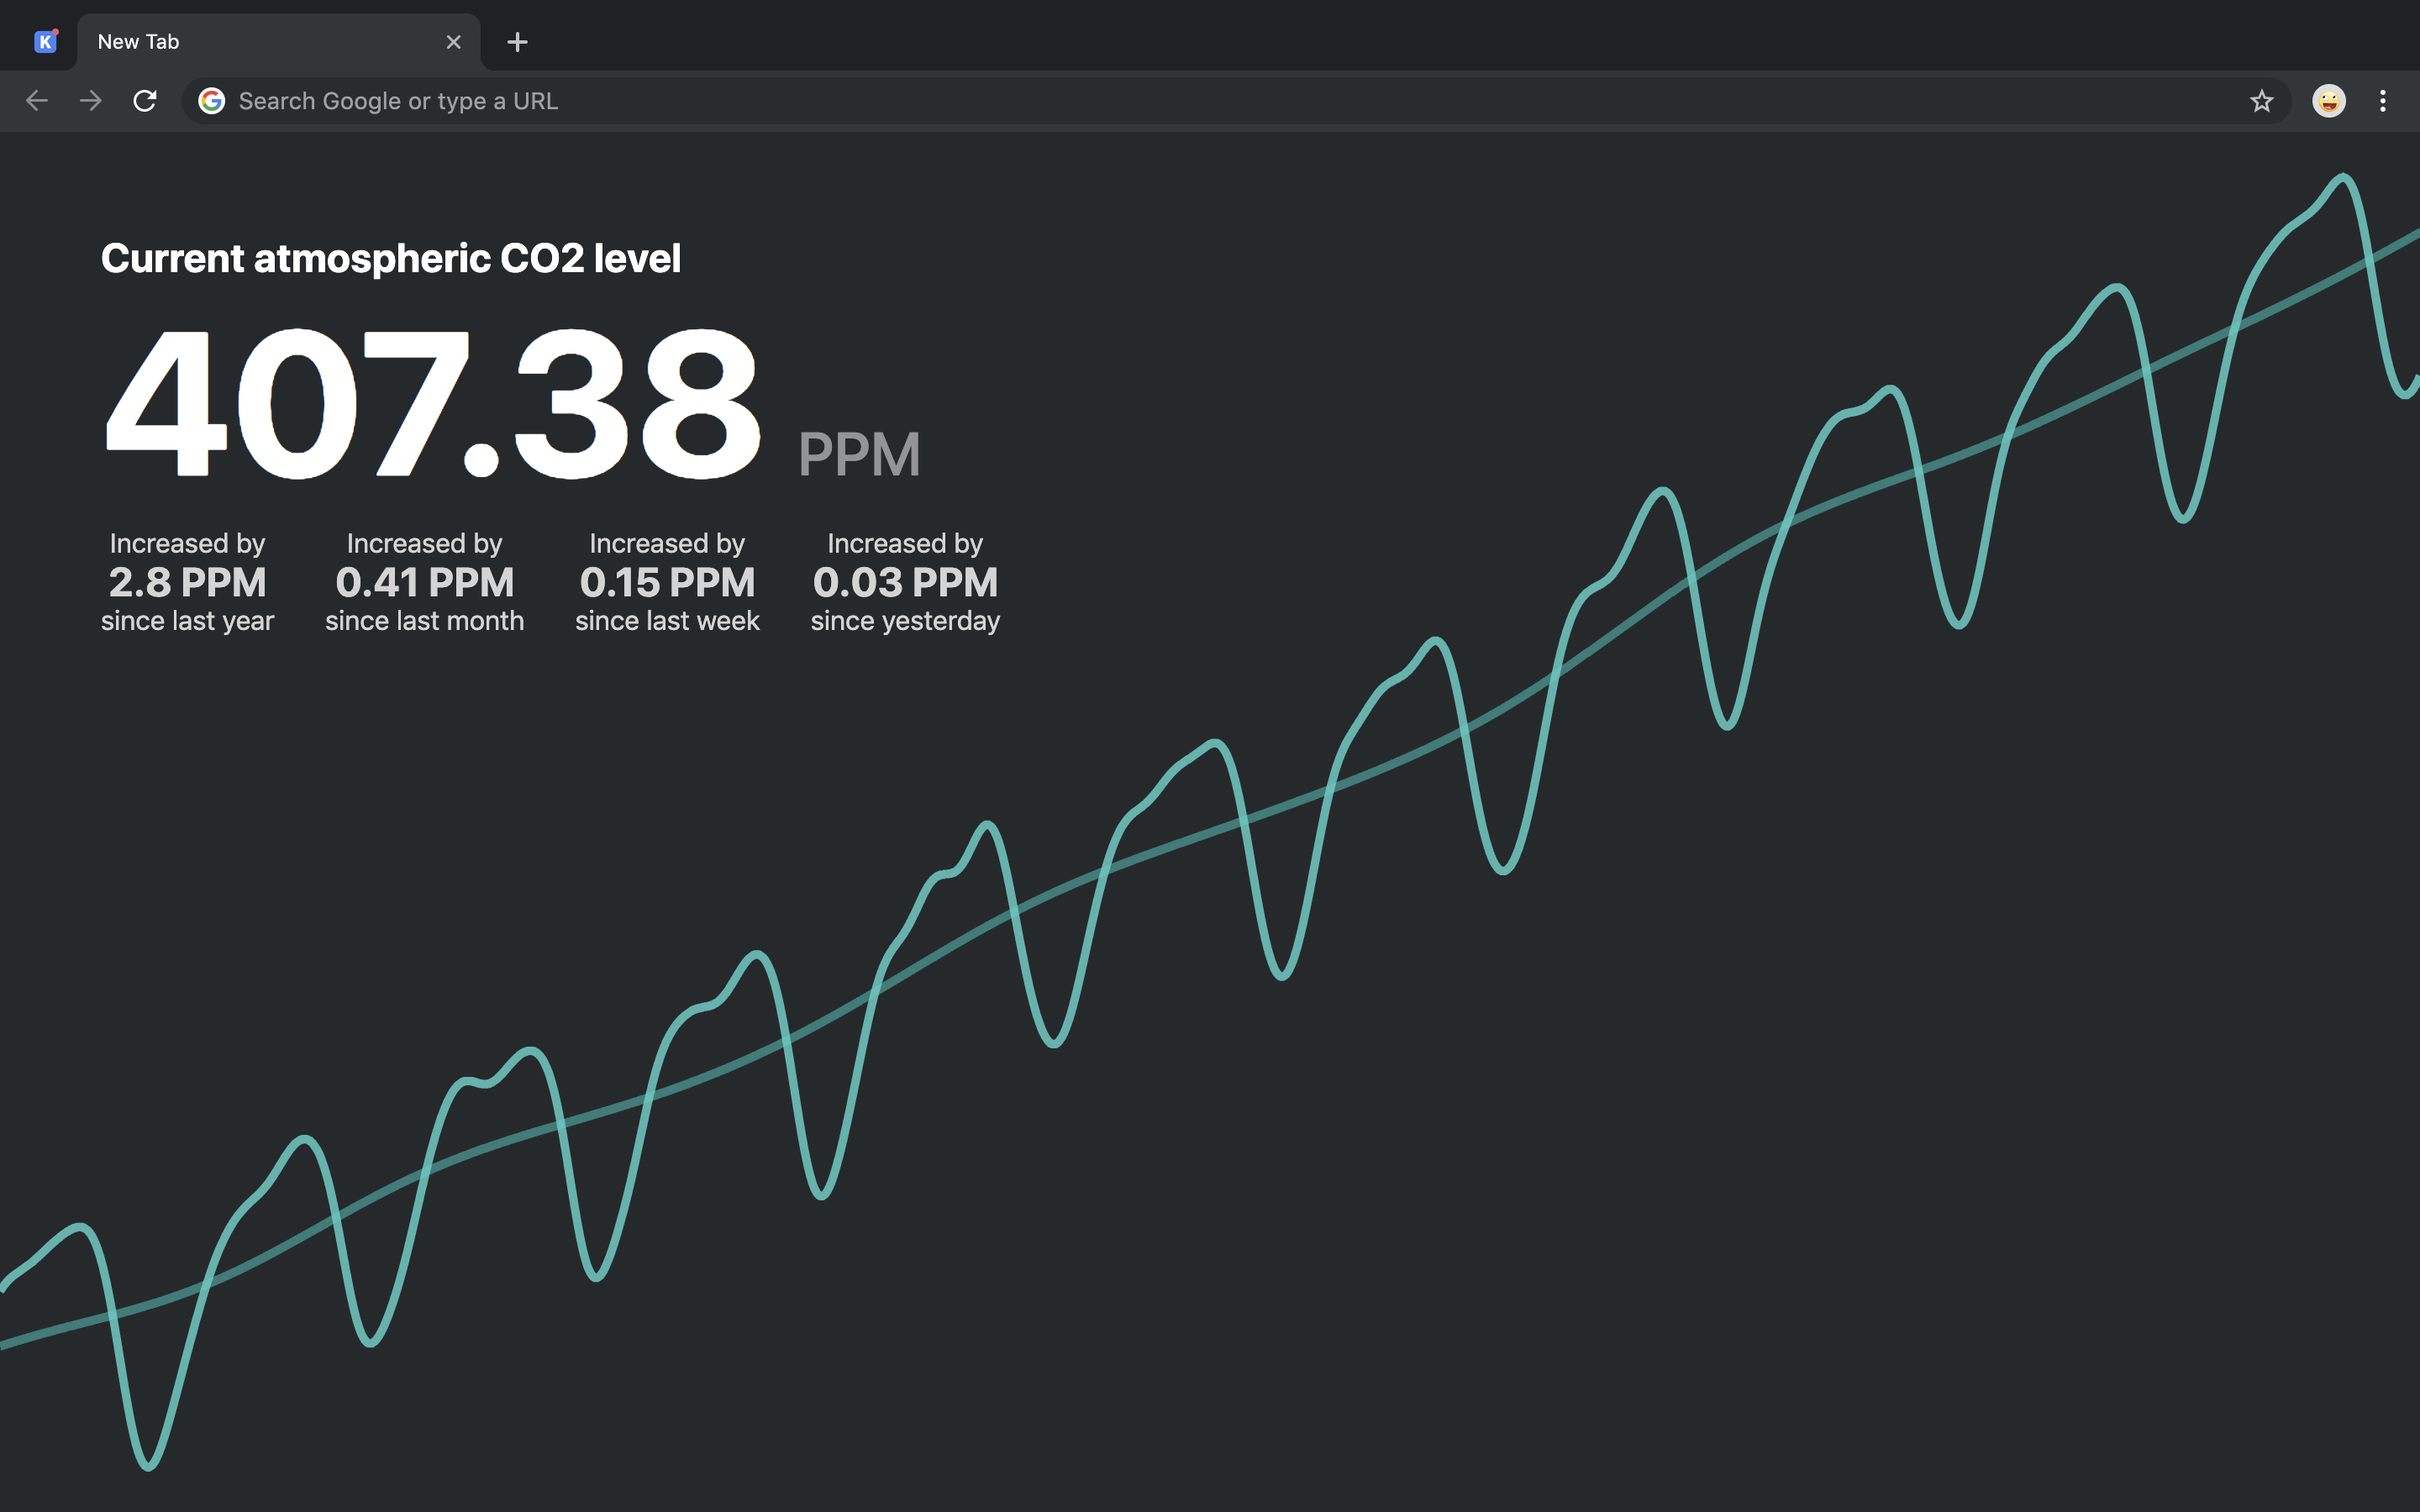 K
New Tab
Search Google or type a URL
Current atmospheric CO2 level
407.38 PPM
Increased by
2.8 PPM
since last year
Increased by
0.41 PPM
since last month
Increased by
0.15 PPM
since last week
Increased by
0.03 PPM
since yesterday